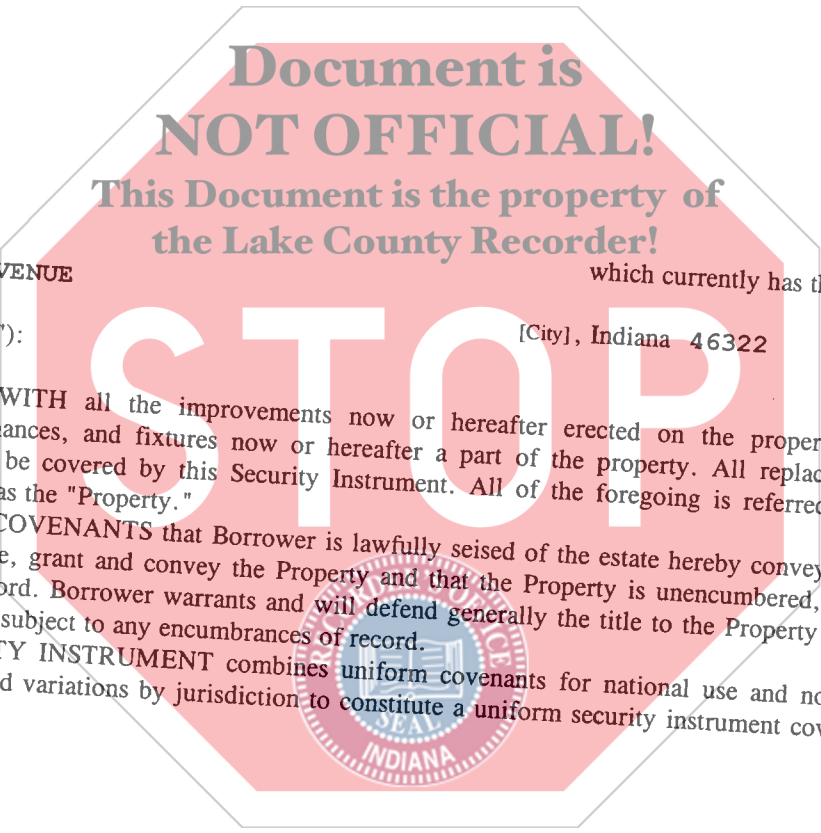 Document is
NOT OFFICIAL!
This Document is the property of
the Lake County Recorder!
VENUE which currently has th
"): [City], Indiana 46322
STOP
WITH all the improvements now or hereafter erected on the proper
nances, and fixtures now or hereafter a part of the property. All replac
be covered by this Security Instrument. All of the foregoing is referred
as the "Property."
COVENANTS that Borrower is lawfully seised of the estate hereby convey
e, grant and convey the Property and that the Property is unencumbered,
ord. Borrower warrants and will defend generally the title to the Property
subject to any encumbrances of record.
TY INSTRUMENT combines uniform covenants for national use and no
d variations by jurisdiction to constitute a uniform security instrument cov
RECORDER'S OFFICE
SEAL
INDIANA